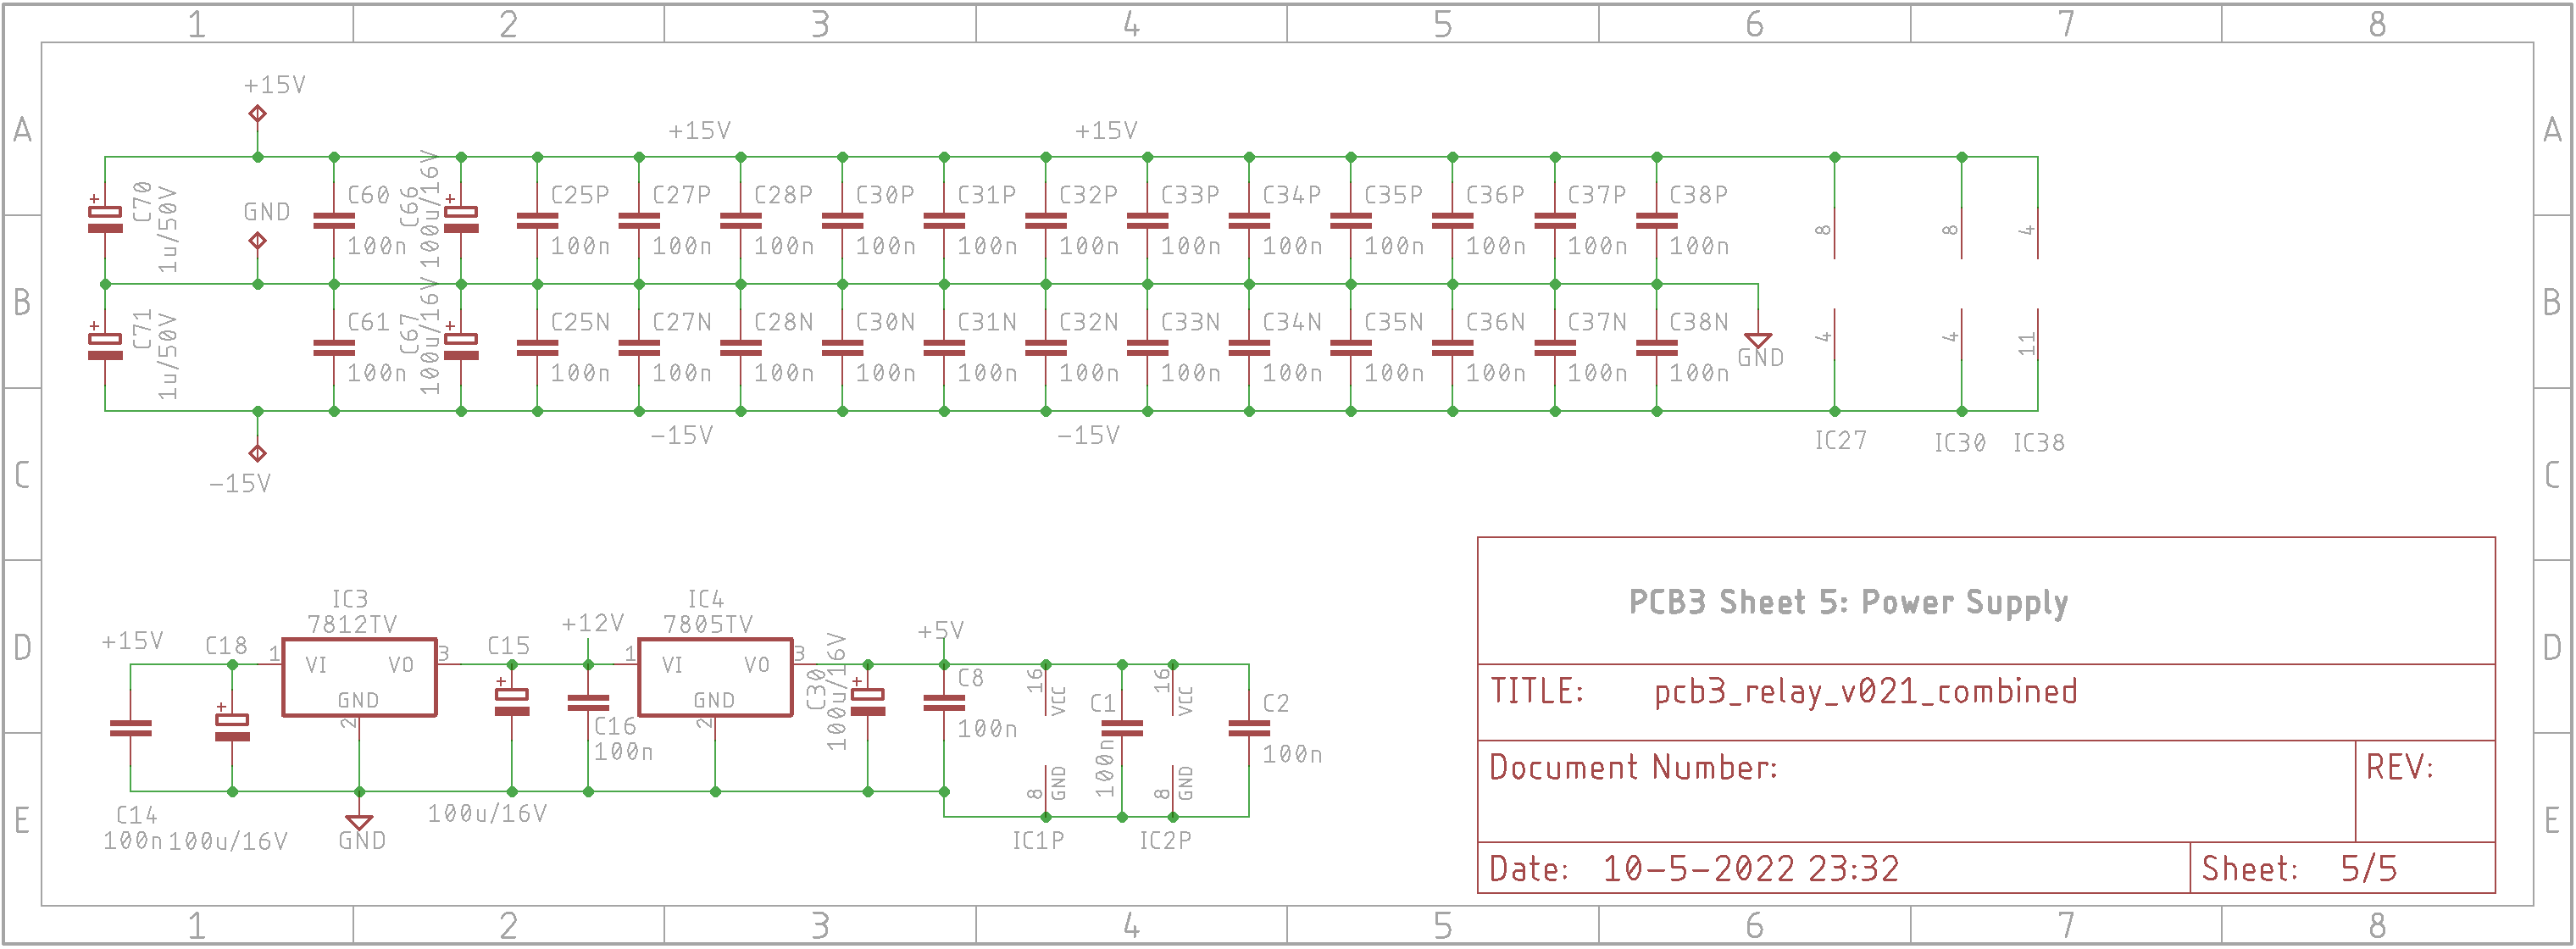 1 2 3 4 5 6 7 8
A A
B B
C C
D D
E E
+15V
+15V +15V
GND
C70 1u/50V
C60 100n
C66 100u/16V
C25P 100n
C27P 100n
C28P 100n
C30P 100n
C31P 100n
C32P 100n
C33P 100n
C34P 100n
C35P 100n
C36P 100n
C37P 100n
C38P 100n
8 8 4
C71 1u/50V
C61 100n
C67 100u/16V
C25N 100n
C27N 100n
C28N 100n
C30N 100n
C31N 100n
C32N 100n
C33N 100n
C34N 100n
C35N 100n
C36N 100n
C37N 100n
C38N 100n
GND
4 4 11
-15V -15V
IC27 IC30 IC38
-15V
+15V
C18
IC3
7812TV
1 VI VO 3
GND
2
C15
+12V
IC4
7805TV
1 VI VO 3
GND
2
C30 100u/16V
+5V
C8
100n
16 VCC
C1
100n
16 VCC
C2
100n
C16
100n
8 GND
8 GND
C14
100n 100u/16V
GND
100u/16V
IC1P IC2P
PCB3 Sheet 5: Power Supply
TITLE: pcb3_relay_v021_combined
Document Number:
REV:
Date: 10-5-2022 23:32
Sheet: 5/5
1 2 3 4 5 6 7 8